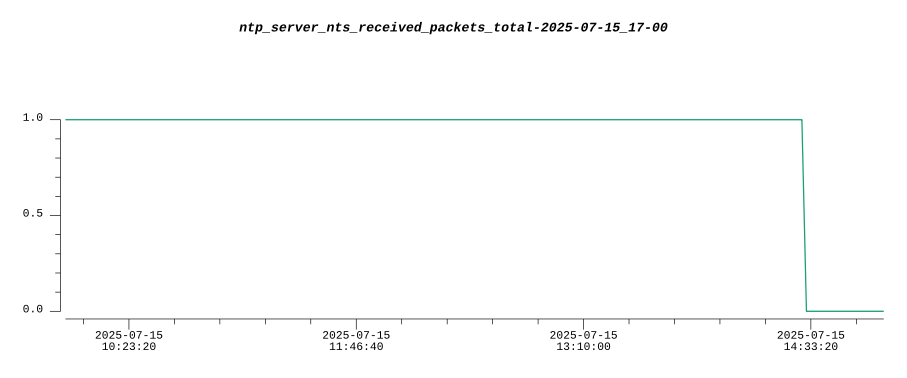 ntp_server_nts_received_packets_total-2025-07-15_17-00
1.0
0.5
0.0
2025-07-15 2025-07-15 2025-07-15 2025-07-15
10:23:20 11:46:40 13:10:00 14:33:20